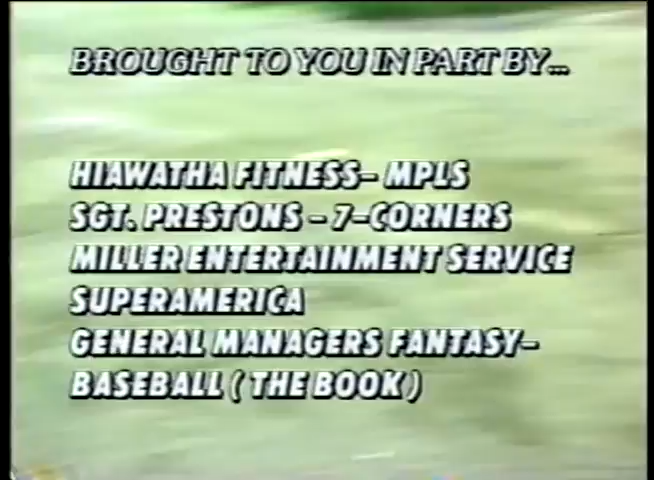 BROUGHT TO YOU IN PART BY...
HIAWATHA FITNESS- MPLS
SGT. PRESTONS - 7-CORNERS
MILLER ENTERTAINMENT SERVICE
SUPERAMERICA
GENERAL MANAGERS FANTASY-
BASEBALL ( THE BOOK )